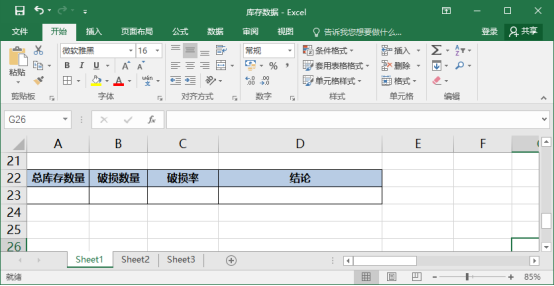 库存数据 - Excel
文件 开始 插入 页面布局 公式 数据 审阅 视图 告诉我您想要做什么... 登录 共享
微软雅黑 16 常规 条件格式 插入
粘贴 B I U A A 套用表格格式 删除
wén 单元格样式 格式
剪贴板 字体 对齐方式 数字 样式 单元格 编辑
G26 fx
A B C D E F
21
22 总库存数量 破损数量 破损率 结论
23
24
25
26
Sheet1 Sheet2 Sheet3
就绪 85%